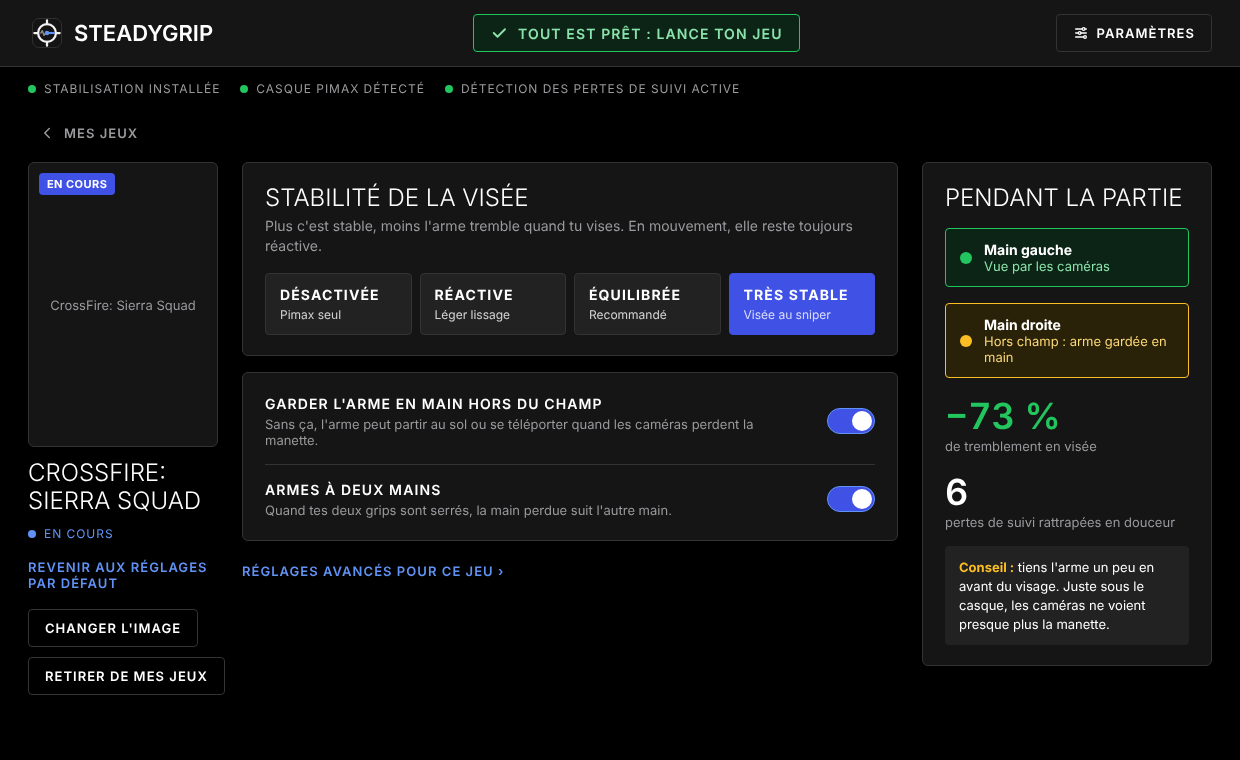 STEADYGRIP
TOUT EST PRÊT : LANCE TON JEU
PARAMÈTRES
STABILISATION INSTALLÉE
CASQUE PIMAX DÉTECTÉ
DÉTECTION DES PERTES DE SUIVI ACTIVE
MES JEUX
EN COURS
CrossFire: Sierra Squad
CROSSFIRE:
SIERRA SQUAD
EN COURS
REVENIR AUX RÉGLAGES
PAR DÉFAUT
CHANGER L'IMAGE
RETIRER DE MES JEUX
STABILITÉ DE LA VISÉE
Plus c'est stable, moins l'arme tremble quand tu vises. En mouvement, elle reste toujours
réactive.
DÉSACTIVÉE
Pimax seul
RÉACTIVE
Léger lissage
ÉQUILIBRÉE
Recommandé
TRÈS STABLE
Visée au sniper
GARDER L'ARME EN MAIN HORS DU CHAMP
Sans ça, l'arme peut partir au sol ou se téléporter quand les caméras perdent la
manette.
ARMES À DEUX MAINS
Quand tes deux grips sont serrés, la main perdue suit l'autre main.
RÉGLAGES AVANCÉS POUR CE JEU ›
PENDANT LA PARTIE
Main gauche
Vue par les caméras
Main droite
Hors champ : arme gardée en
main
−73 %
de tremblement en visée
6
pertes de suivi rattrapées en douceur
Conseil : tiens l'arme un peu en
avant du visage. Juste sous le
casque, les caméras ne voient
presque plus la manette.